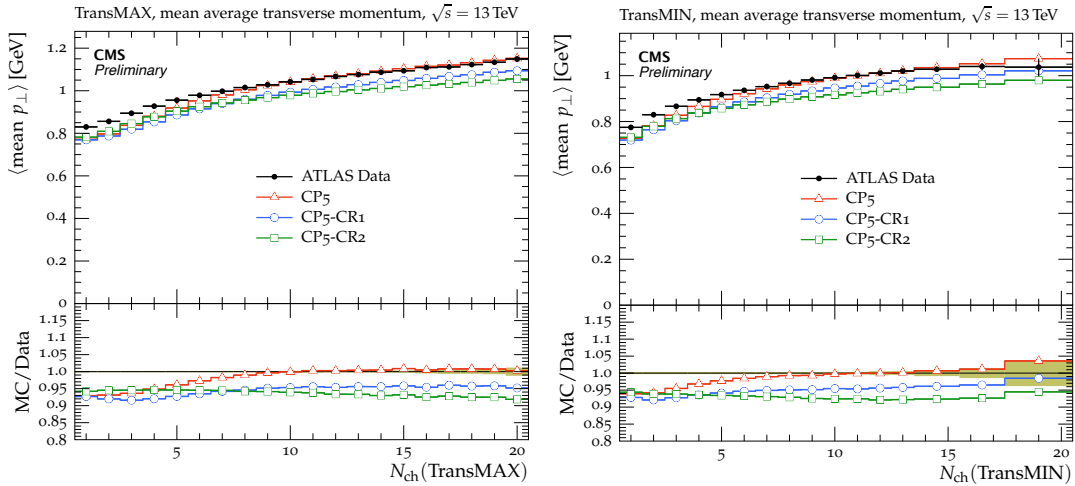 TransMAX, mean average transverse momentum, √s = 13 TeV
⟨mean p⊥⟩ [GeV]
CMS
Preliminary
ATLAS Data
CP5
CP5-CR1
CP5-CR2
1.2
1
0.8
0.6
0.4
0.2
0
MC/Data
1.15
1.1
1.05
1.0
0.95
0.9
0.85
0.8
5 10 15 20
Nch(TransMAX)
TransMIN, mean average transverse momentum, √s = 13 TeV
⟨mean p⊥⟩ [GeV]
CMS
Preliminary
ATLAS Data
CP5
CP5-CR1
CP5-CR2
1.2
1
0.8
0.6
0.4
0.2
0
MC/Data
1.15
1.1
1.05
1.0
0.95
0.9
0.85
0.8
5 10 15 20
Nch(TransMIN)